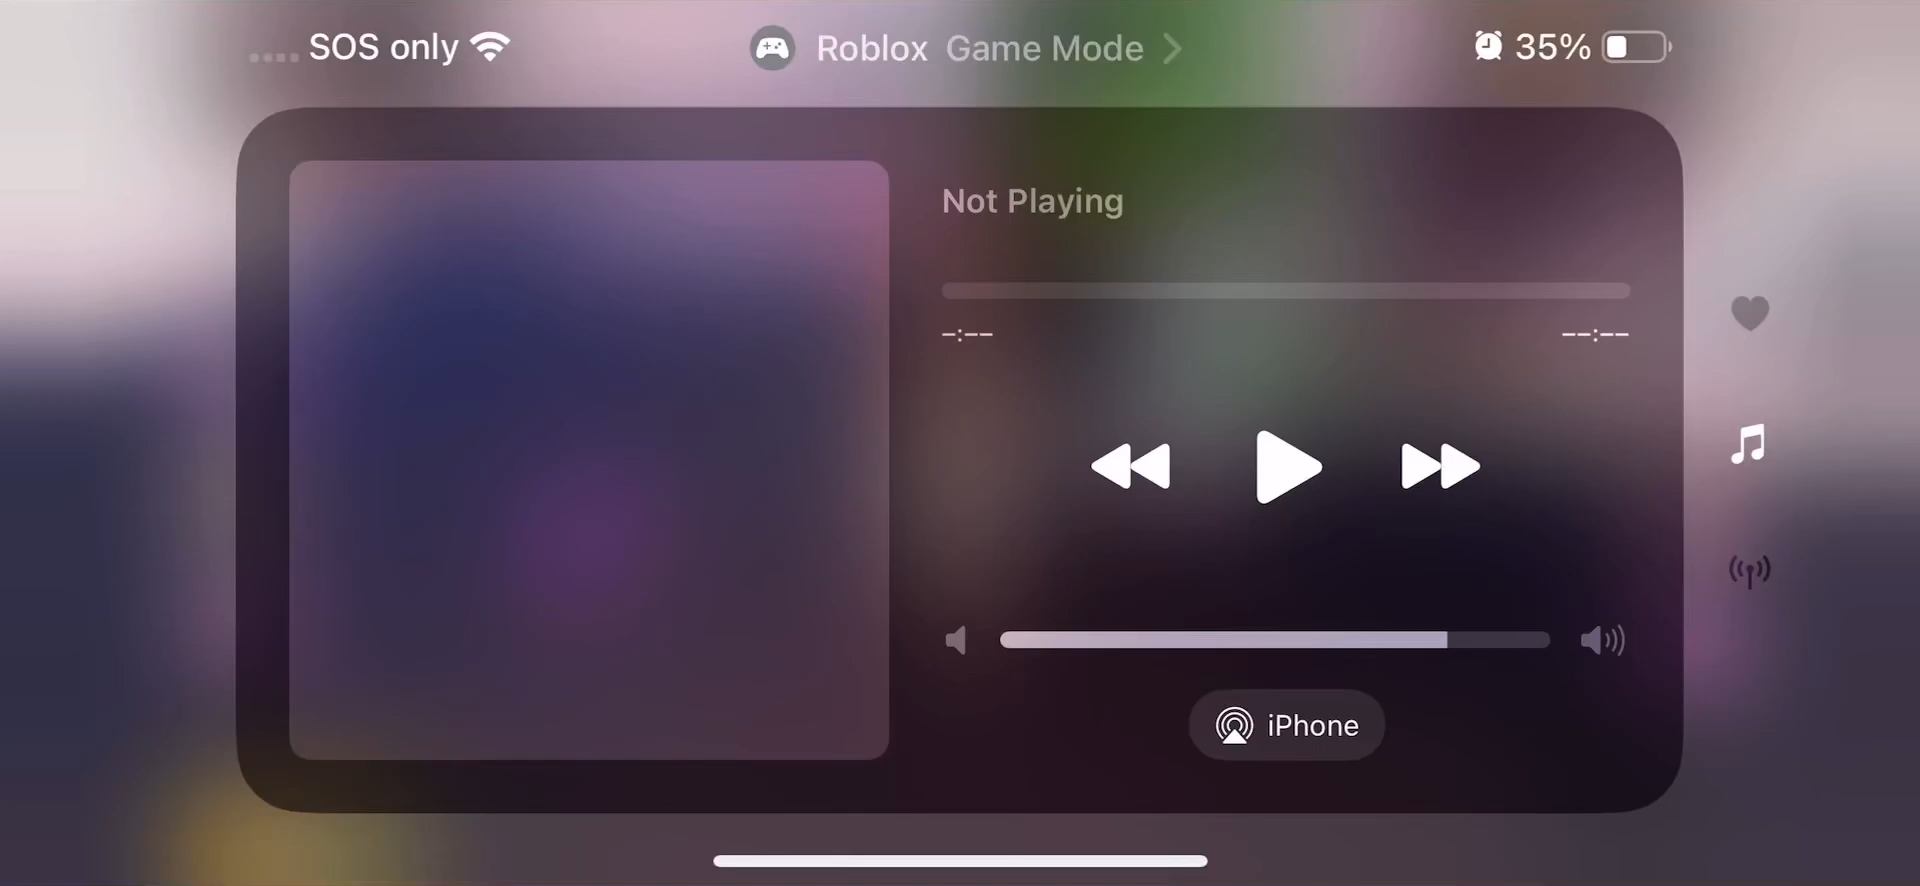 SOS only
Roblox Game Mode
35%
Not Playing
-:--
--:--
iPhone